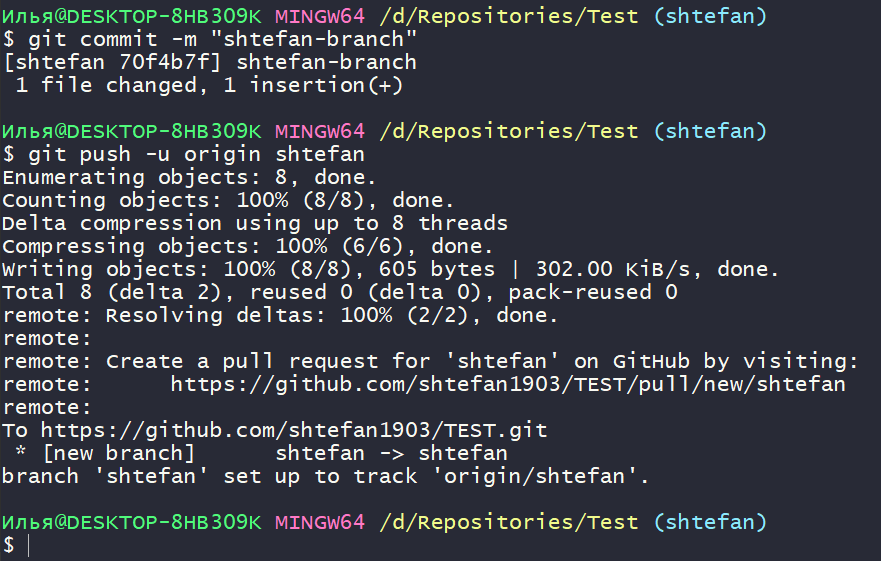 Илья@DESKTOP-8HB309K MINGW64 /d/Repositories/Test (shtefan)
$ git commit -m "shtefan-branch"
[shtefan 70f4b7f] shtefan-branch
 1 file changed, 1 insertion(+)

Илья@DESKTOP-8HB309K MINGW64 /d/Repositories/Test (shtefan)
$ git push -u origin shtefan
Enumerating objects: 8, done.
Counting objects: 100% (8/8), done.
Delta compression using up to 8 threads
Compressing objects: 100% (6/6), done.
Writing objects: 100% (8/8), 605 bytes | 302.00 KiB/s, done.
Total 8 (delta 2), reused 0 (delta 0), pack-reused 0
remote: Resolving deltas: 100% (2/2), done.
remote:
remote: Create a pull request for 'shtefan' on GitHub by visiting:
remote:      https://github.com/shtefan1903/TEST/pull/new/shtefan
remote:
To https://github.com/shtefan1903/TEST.git
 * [new branch]      shtefan -> shtefan
branch 'shtefan' set up to track 'origin/shtefan'.

Илья@DESKTOP-8HB309K MINGW64 /d/Repositories/Test (shtefan)
$